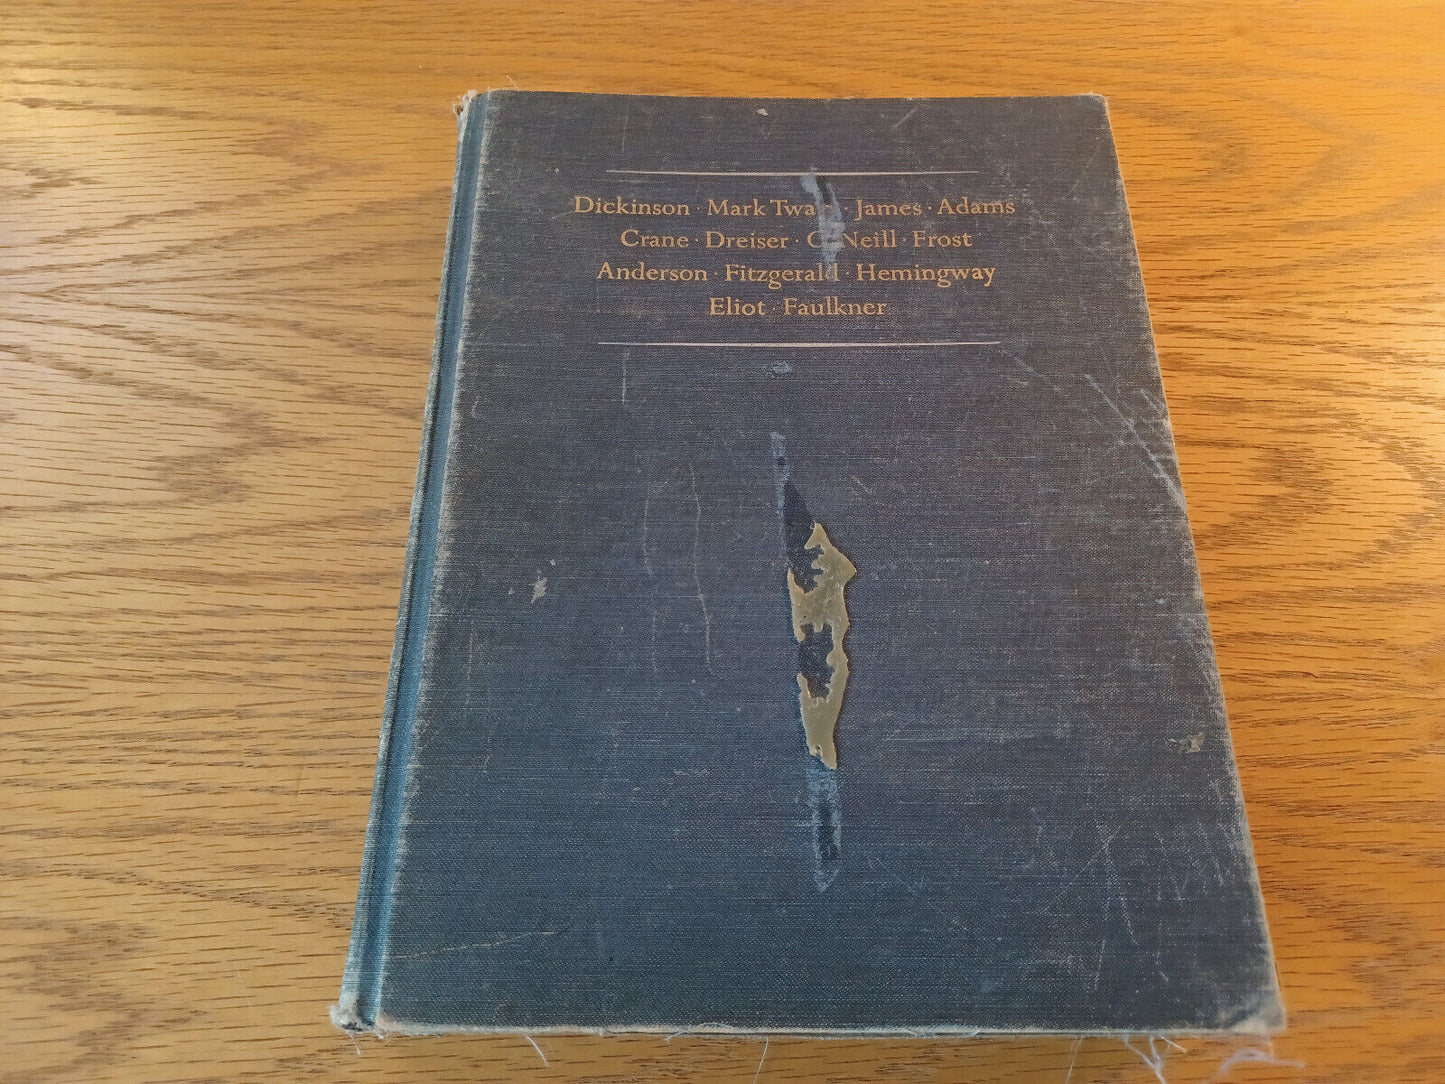 Dickinson · Mark Twain · James · Adams
Crane · Dreiser · O'Neill · Frost
Anderson · Fitzgerald · Hemingway
Eliot · Faulkner